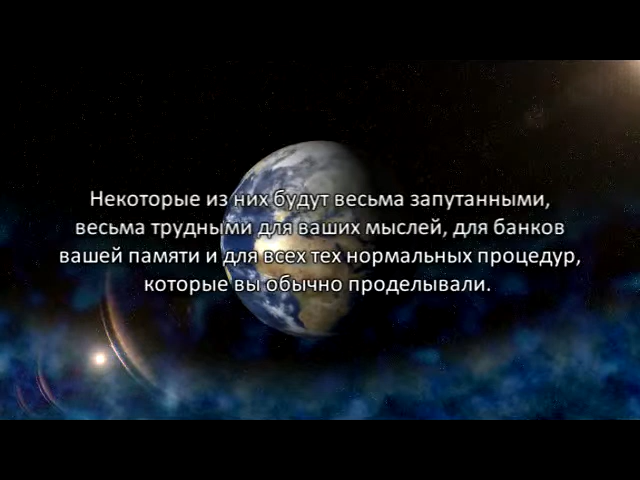 Некоторые из них будут весьма запутанными,
весьма трудными для ваших мыслей, для банков
вашей памяти и для всех тех нормальных процедур,
которые вы обычно проделывали.